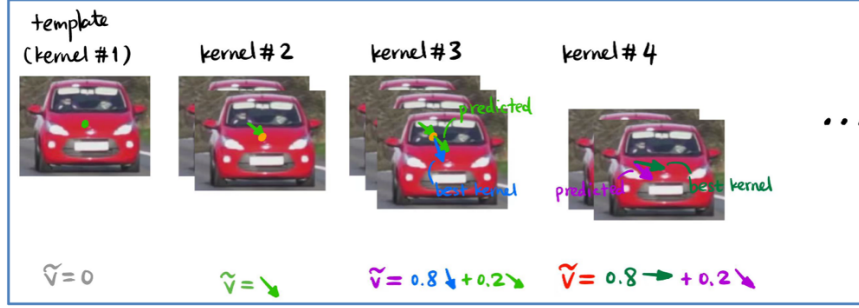 template
(kernel #1)
kernel #2
kernel #3
kernel #4
predicted
best kernel
predicted
best kernel
...
ṽ = 0
ṽ = ↘
ṽ = 0.8 ↓ + 0.2 ↘
ṽ = 0.8 → + 0.2 ↘